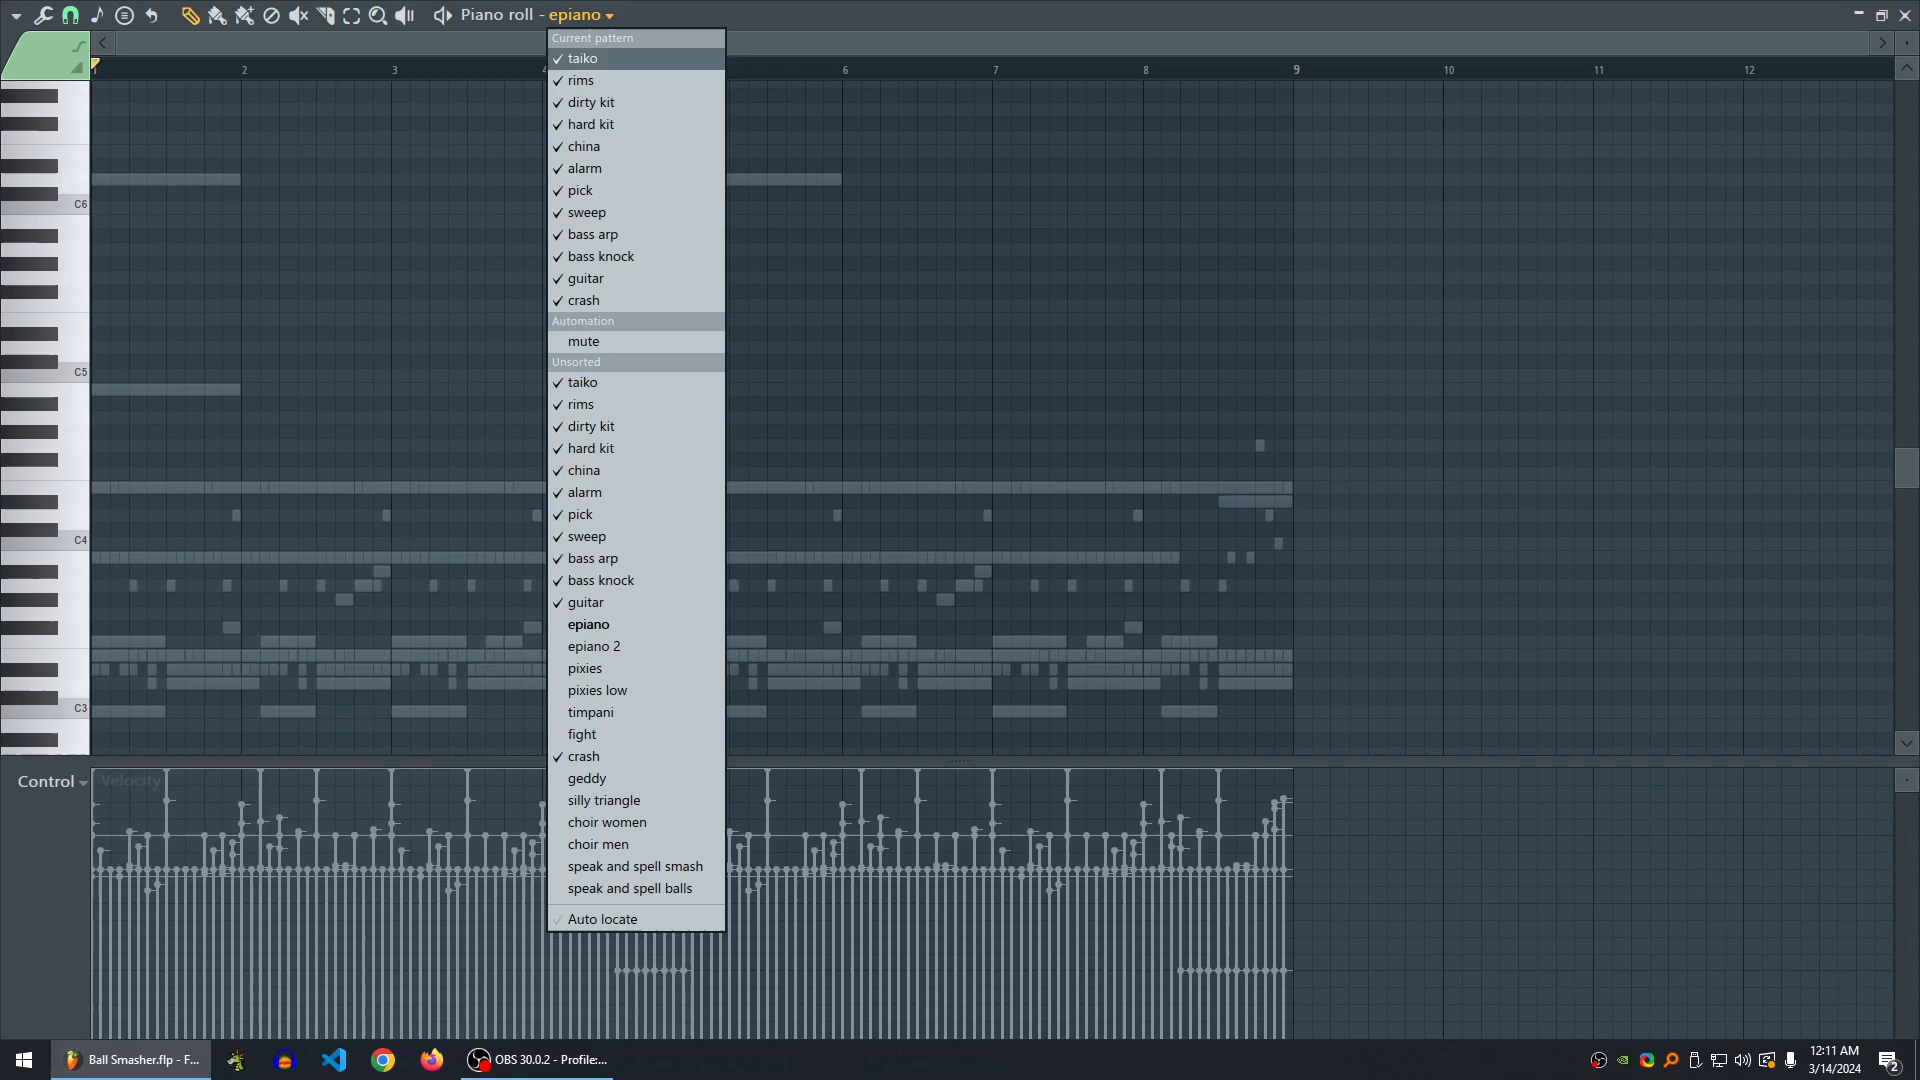 Piano roll - epiano
Current pattern
taiko
rims
dirty kit
hard kit
china
alarm
pick
sweep
bass arp
bass knock
guitar
crash
Automation
mute
Unsorted
taiko
rims
dirty kit
hard kit
china
alarm
pick
sweep
bass arp
bass knock
guitar
epiano
epiano 2
pixies
pixies low
timpani
fight
crash
geddy
silly triangle
choir women
choir men
speak and spell smash
speak and spell balls
Auto locate
1 2 3 4 6 7 8 9 10 11 12
C6
C5
C4
C3
Control
Velocity
Ball Smasher.flp - F...
OBS 30.0.2 - Profile:...
12:11 AM
3/14/2024
2